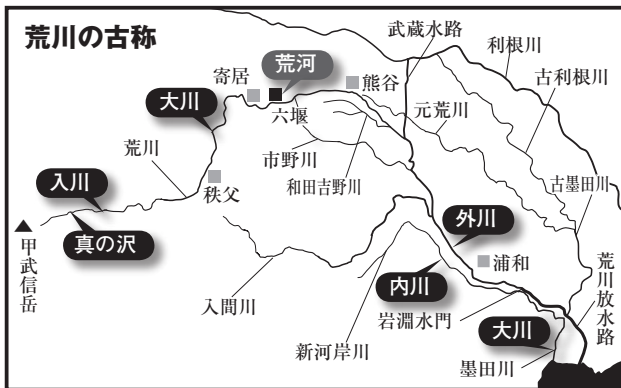 荒川の古称
武蔵水路
利根川
寄居
荒河
熊谷
古利根川
大川
六堰
元荒川
荒川
市野川
和田吉野川
入川
秩父
古墨田川
真の沢
外川
甲武信岳
浦和
荒川放水路
入間川
内川
岩淵水門
新河岸川
大川
墨田川